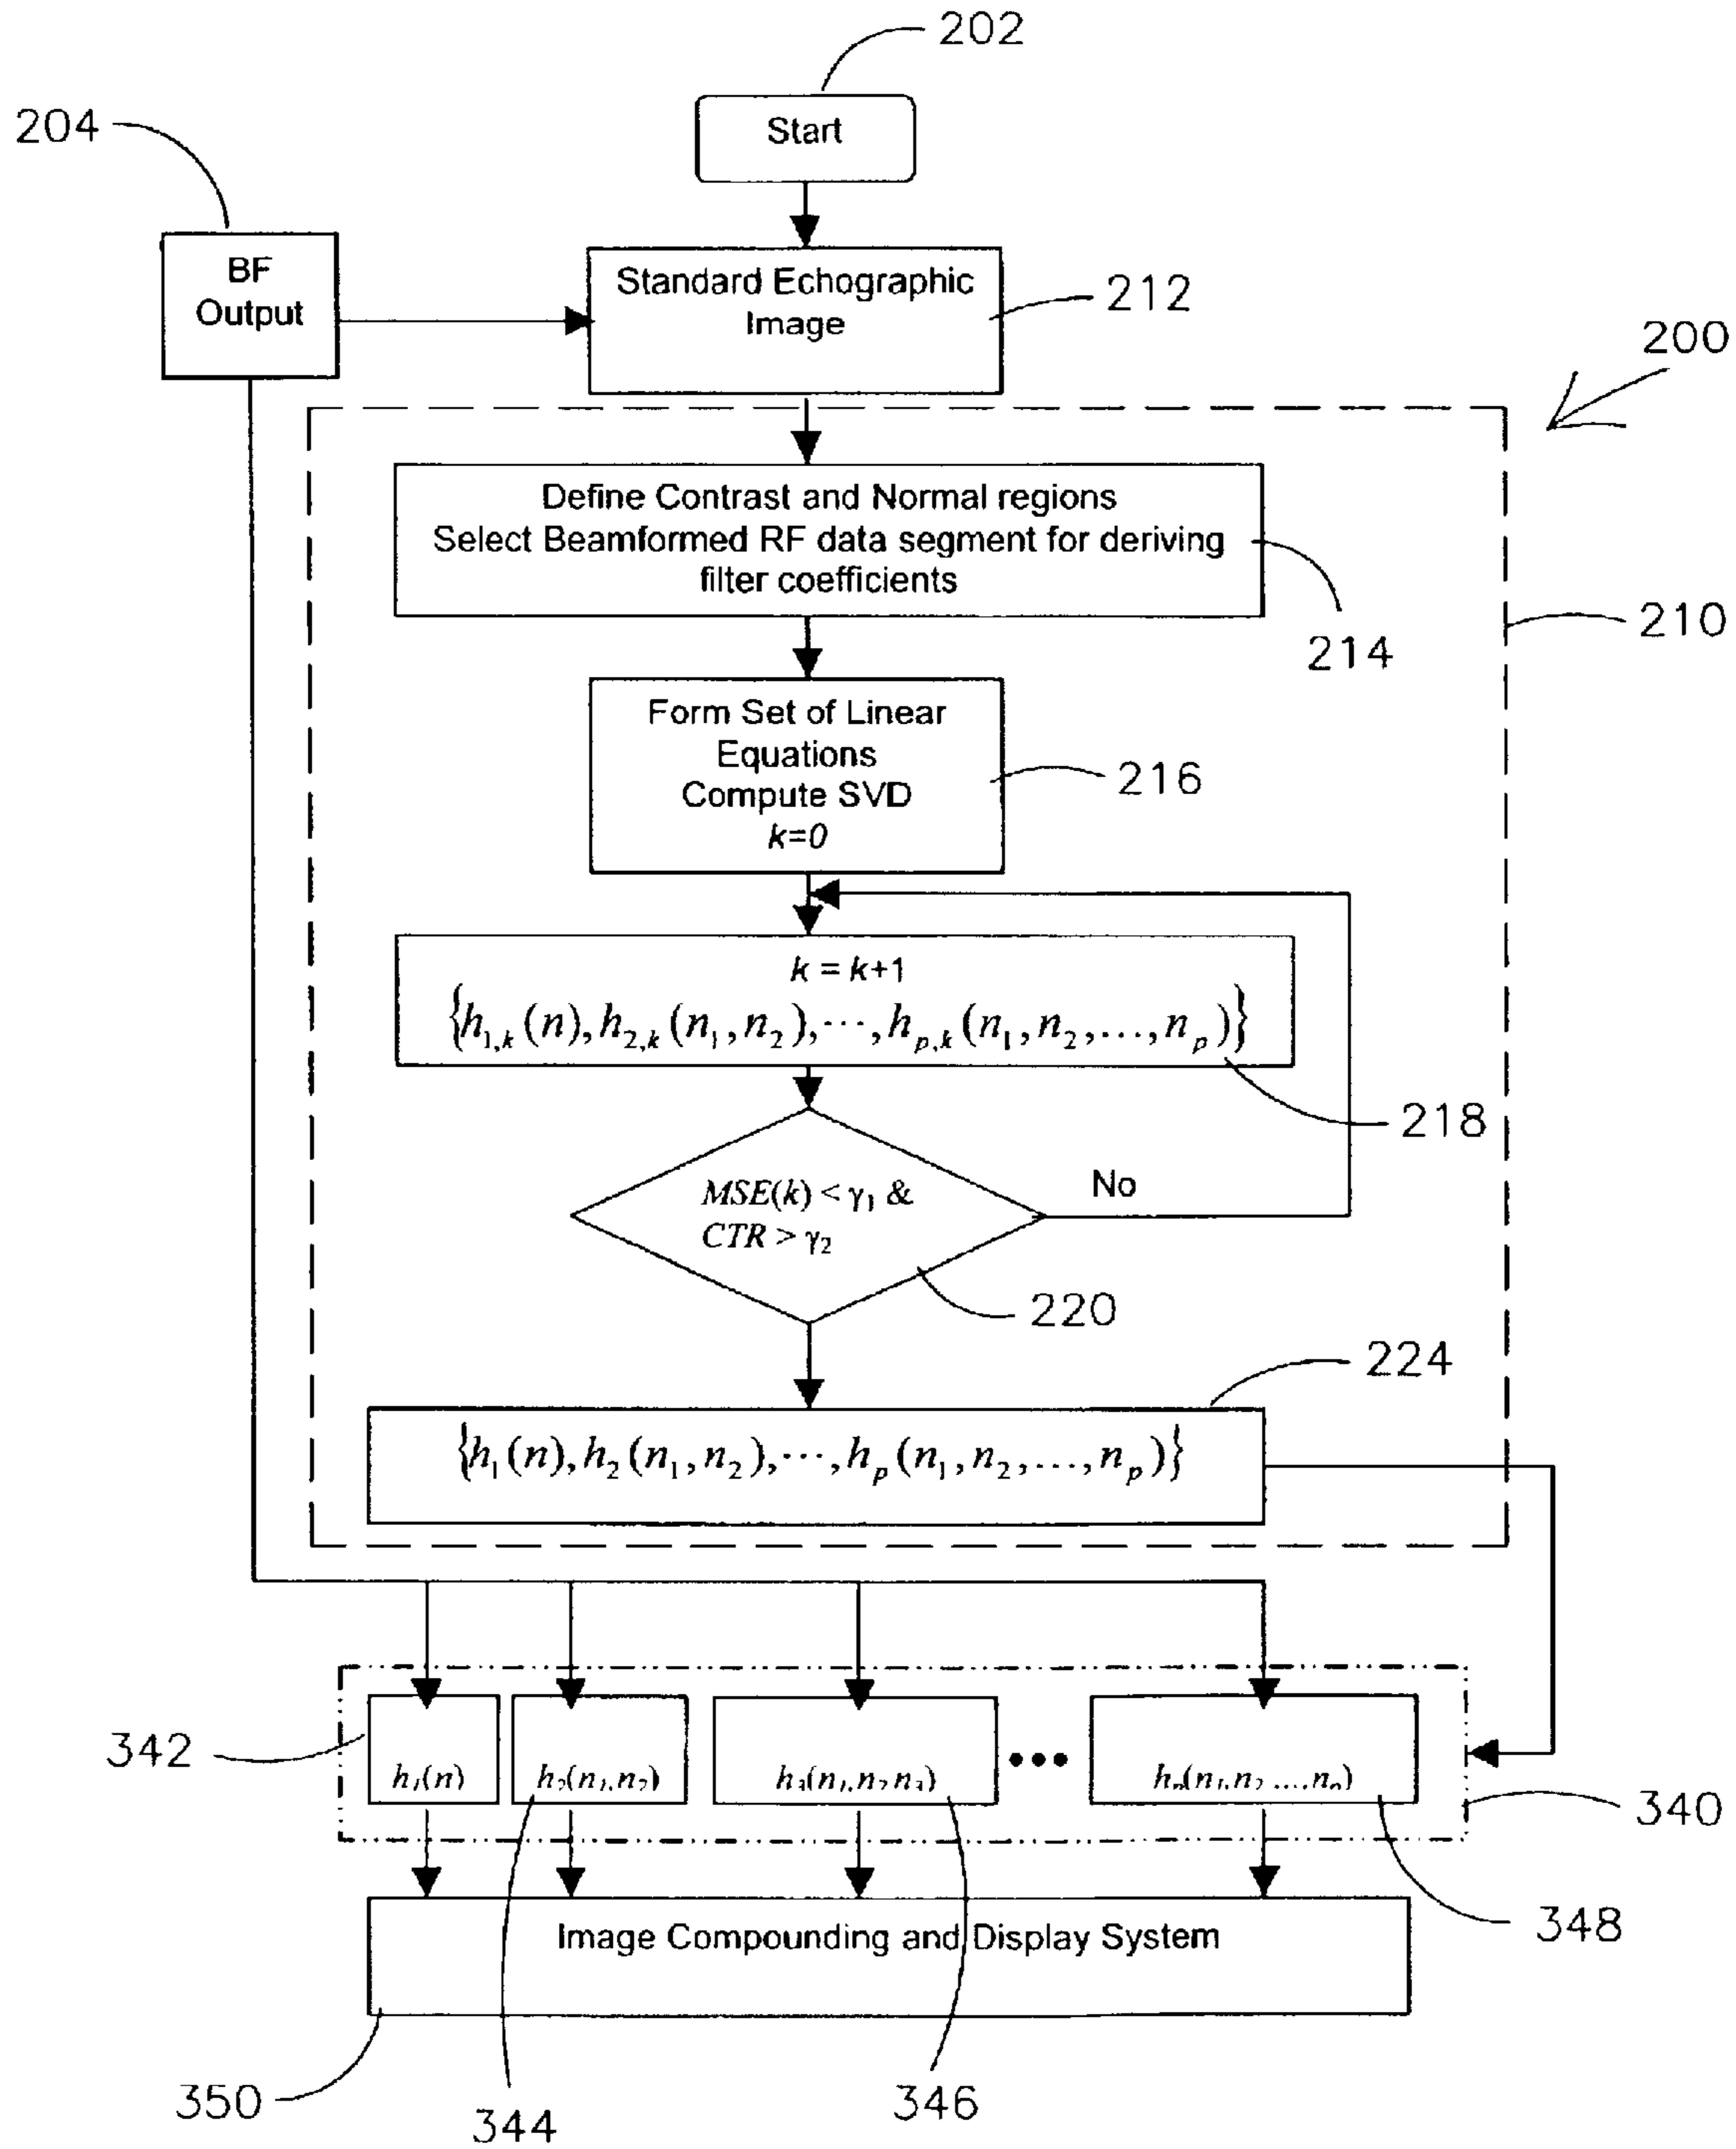 202
204
Start
BF
Output
Standard Echographic
Image
212
200
Define Contrast and Normal regions
Select Beamformed RF data segment for deriving
filter coefficients
210
214
Form Set of Linear
Equations
Compute SVD
k=0
216
k = k+1
{h₁,ₖ(n), h₂,ₖ(n₁,n₂),⋯,hₚ,ₖ(n₁,n₂,…,nₚ)}
218
MSE(k) < γ₁ &
CTR > γ₂
No
220
224
{h₁(n), h₂(n₁,n₂),⋯,hₚ(n₁,n₂,…,nₚ)}
342
h₁(n)
h₂(n₁,n₂)
h₃(n₁,n₂,n₃)
•••
hₚ(n₁,n₂,…,nₚ)
340
Image Compounding and Display System
348
350
344
346